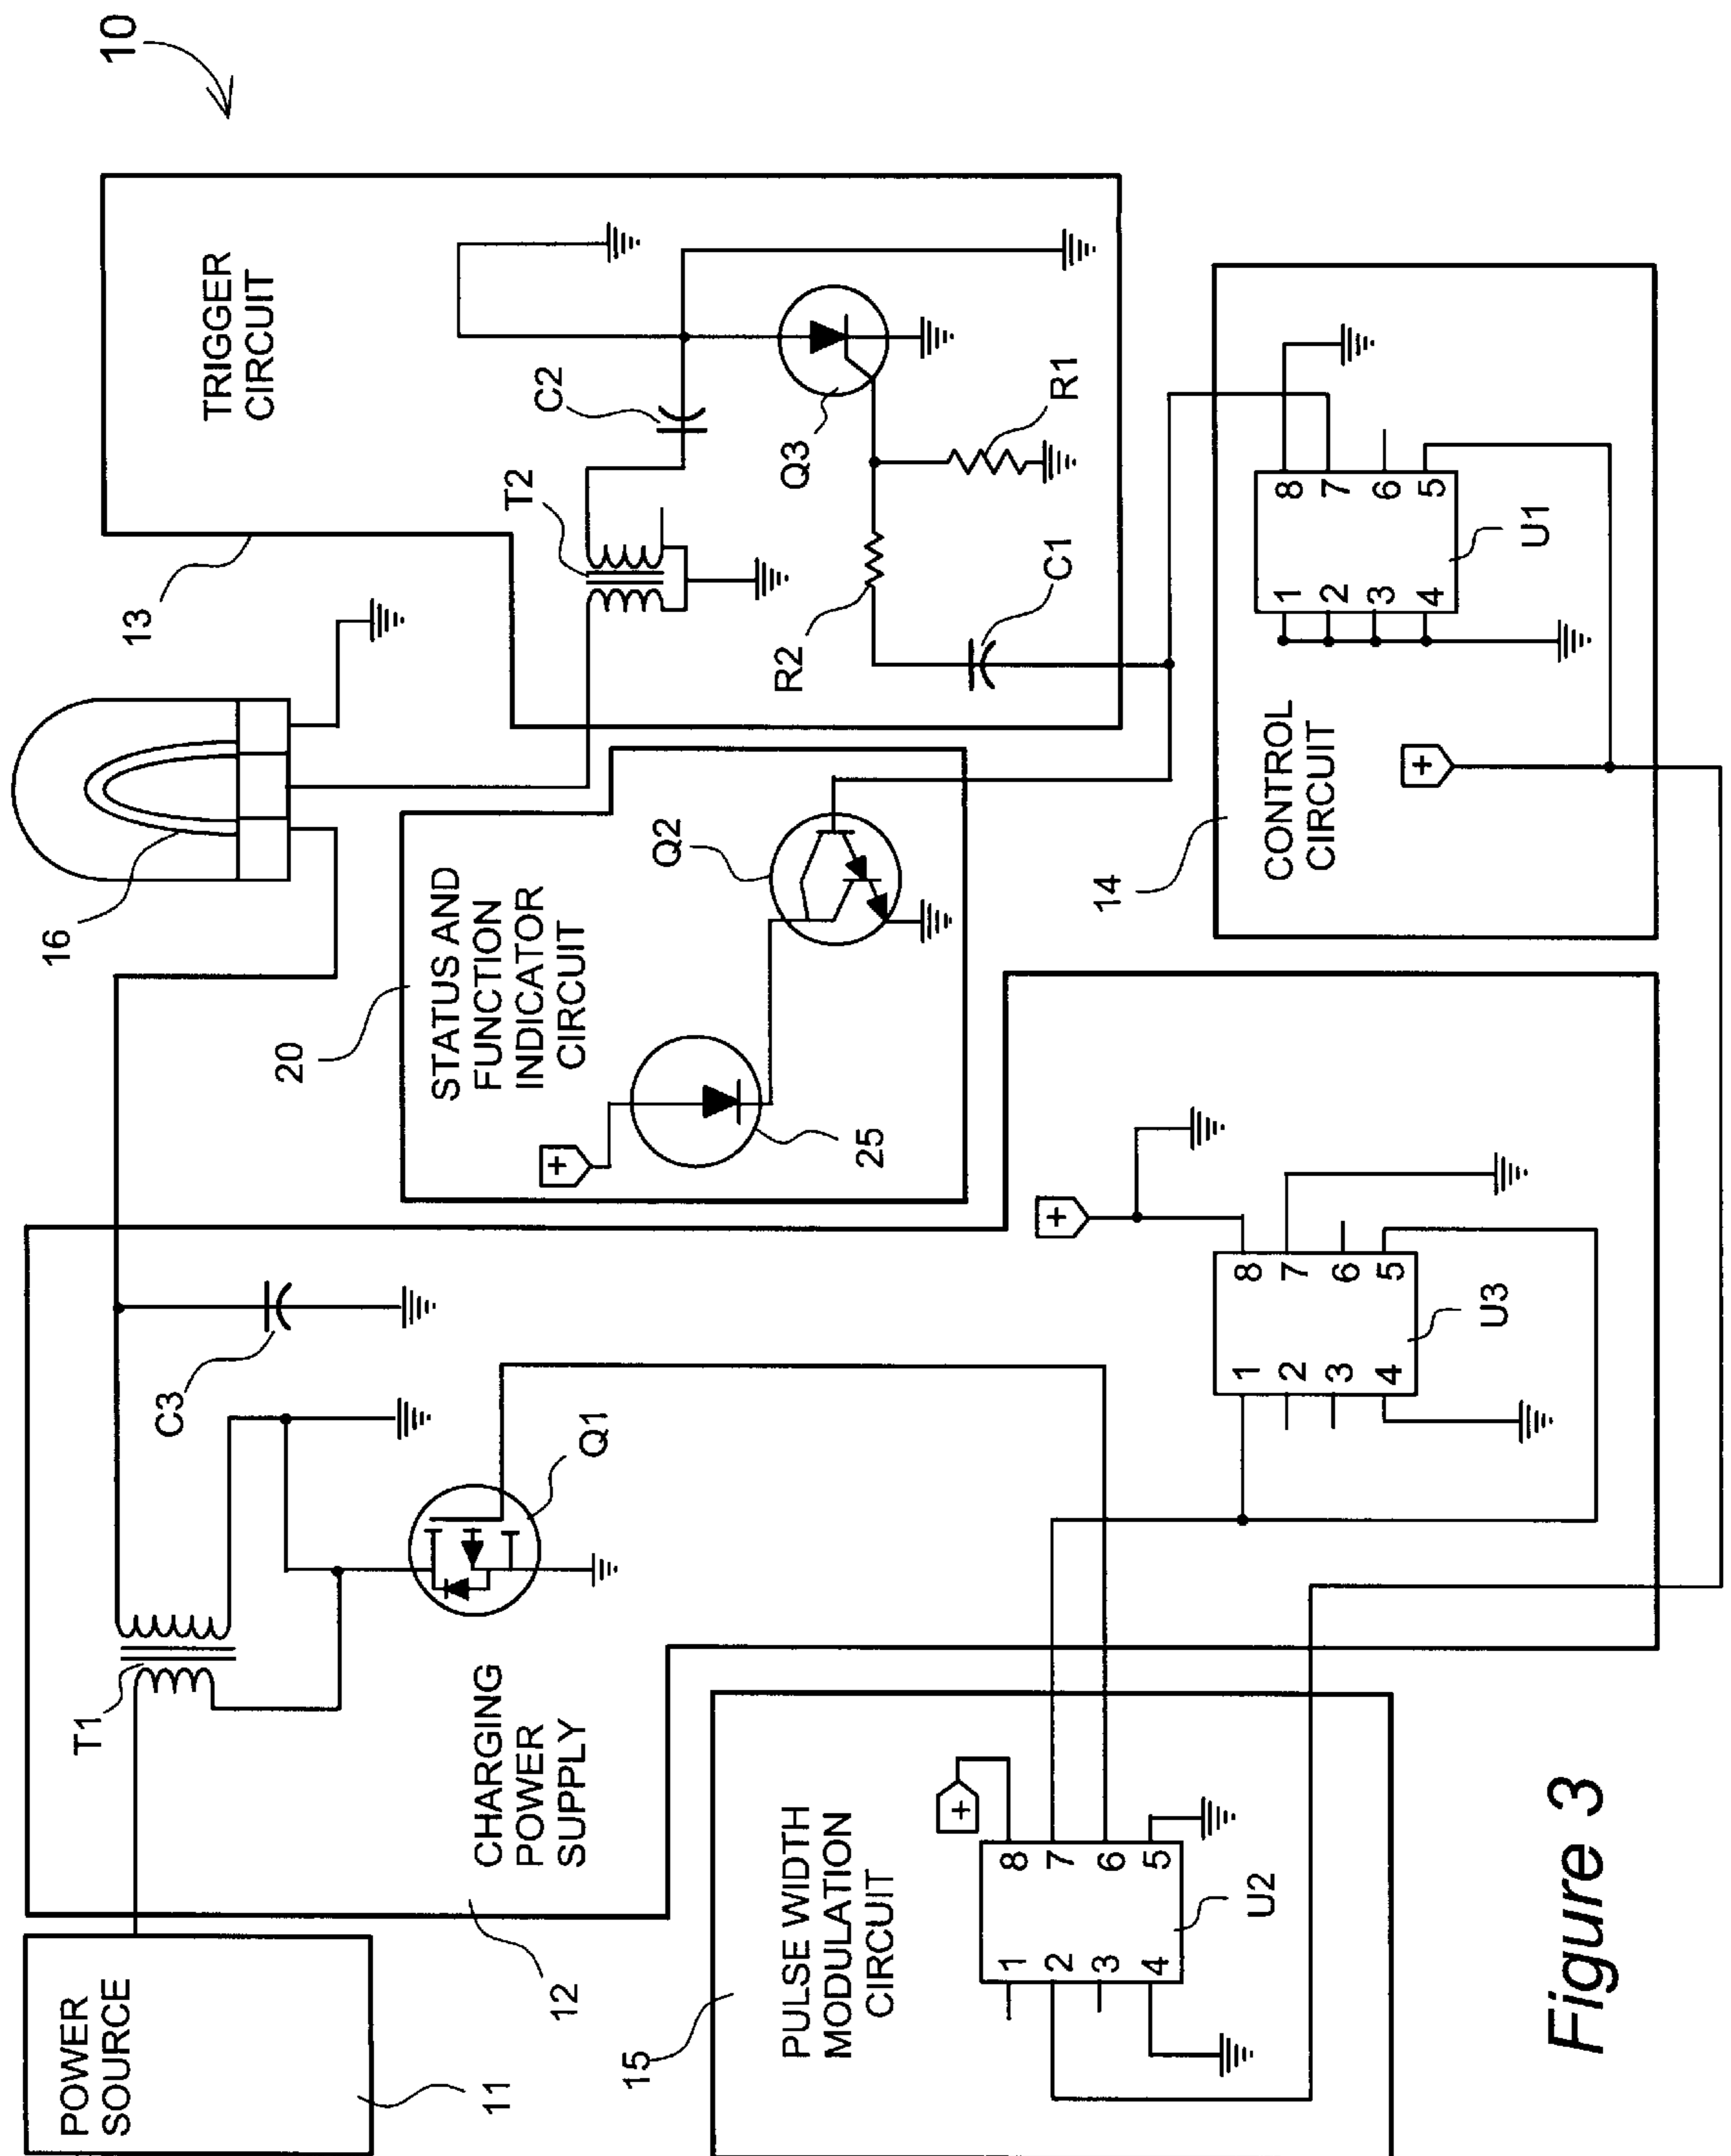 10
TRIGGER
CIRCUIT
13
C2
T2
Q3
R1
R2
C1
16
8
7
6
5
1
2
3
4
U1
CONTROL
CIRCUIT
14
+
STATUS AND
FUNCTION
INDICATOR
CIRCUIT
20
Q2
25
+
C3
T1
Q1
CHARGING
POWER
SUPPLY
12
+
8
7
6
5
1
2
3
4
U3
POWER
SOURCE
11
PULSE WIDTH
MODULATION
CIRCUIT
15
+
8
7
6
5
1
2
3
4
U2
Figure 3